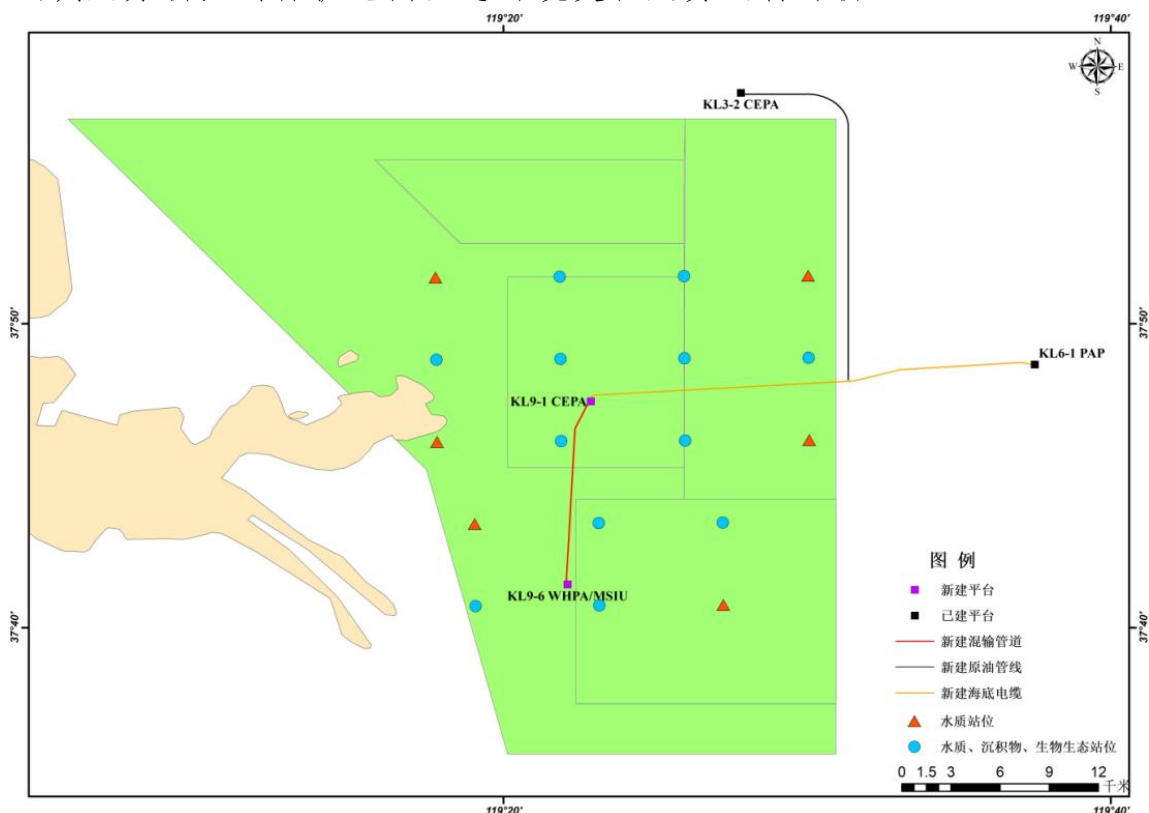 119°20′
119°40′
N
W
E
S
KL3-2 CEPA
37°50′
37°50′
KL6-1 PAP
KL9-1 CEPA
KL9-6 WHPA/MSIU
37°40′
37°40′
图 例
新建平台
已建平台
新建混输管道
新建原油管线
新建海底电缆
水质站位
水质、沉积物、生物生态站位
0 1.5 3 6 9 12
千米
119°20′
119°40′